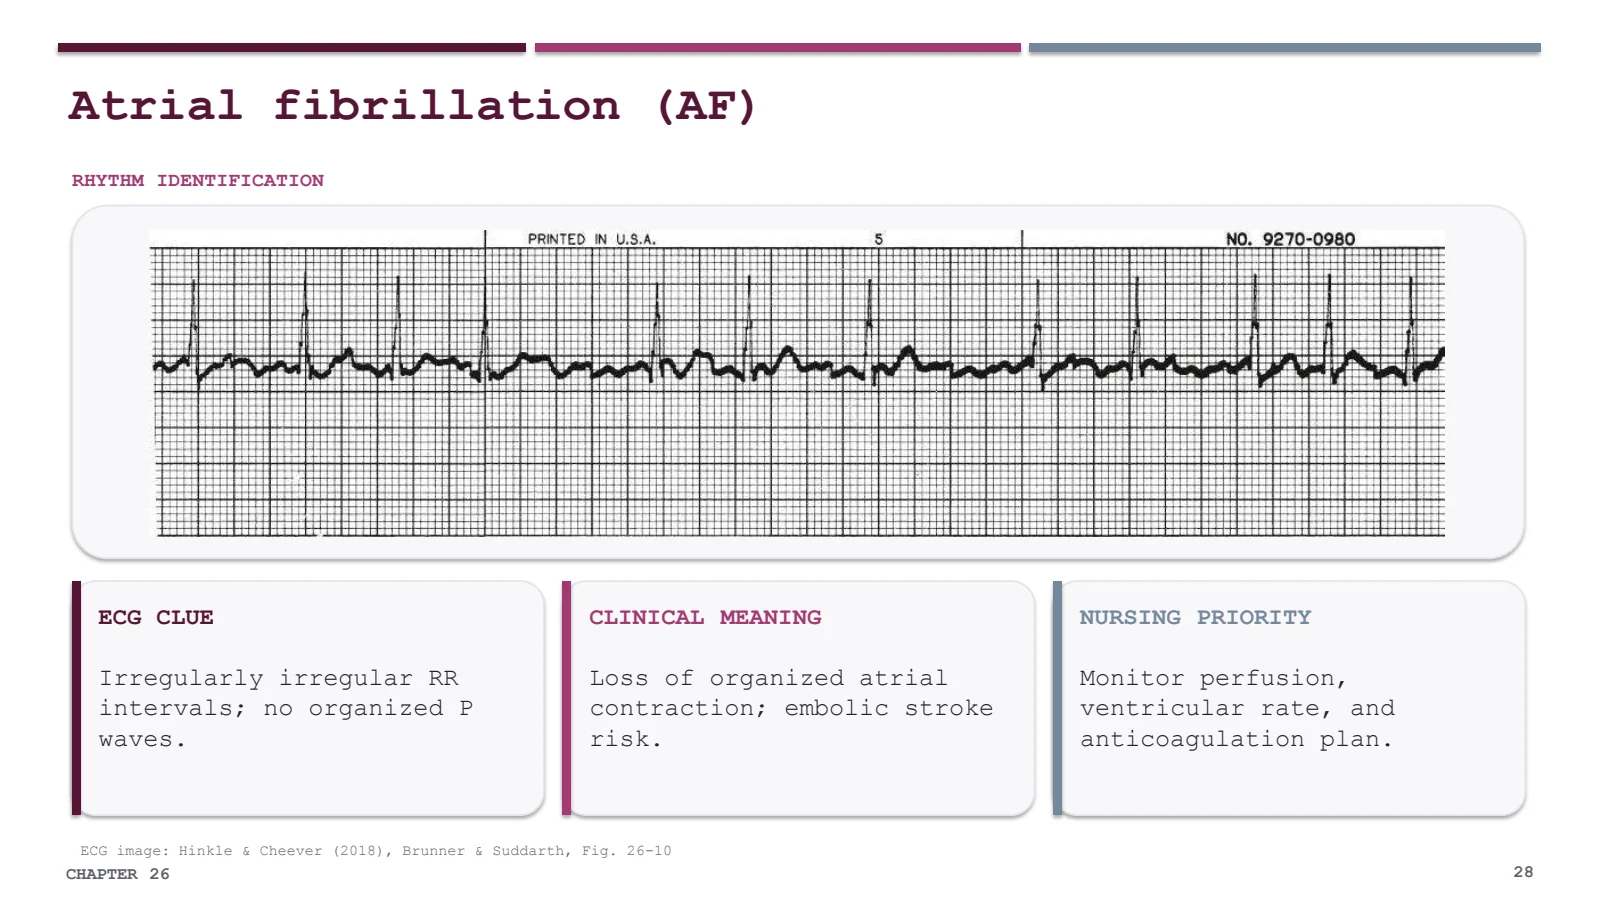 Atrial fibrillation (AF)
RHYTHM IDENTIFICATION
PRINTED IN U.S.A. 5 NO. 9270-0980
ECG CLUE
Irregularly irregular RR
intervals; no organized P
waves.
CLINICAL MEANING
Loss of organized atrial
contraction; embolic stroke
risk.
NURSING PRIORITY
Monitor perfusion,
ventricular rate, and
anticoagulation plan.
ECG image: Hinkle & Cheever (2018), Brunner & Suddarth, Fig. 26-10
CHAPTER 26
28